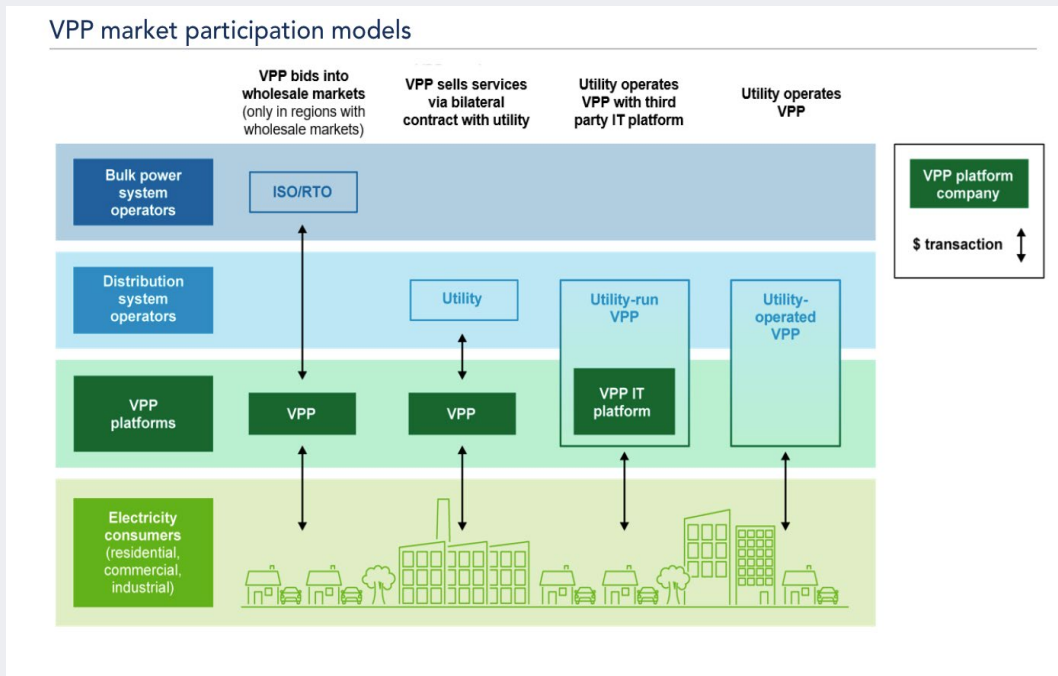 VPP market participation models
VPP bids into
wholesale markets
(only in regions with
wholesale markets)
VPP sells services
via bilateral
contract with utility
Utility operates
VPP with third
party IT platform
Utility operates
VPP
Bulk power
system
operators
ISO/RTO
VPP platform
company
$ transaction
Distribution
system
operators
Utility
Utility-run
VPP
Utility-
operated
VPP
VPP
platforms
VPP
VPP
VPP IT
platform
Electricity
consumers
(residential,
commercial,
industrial)